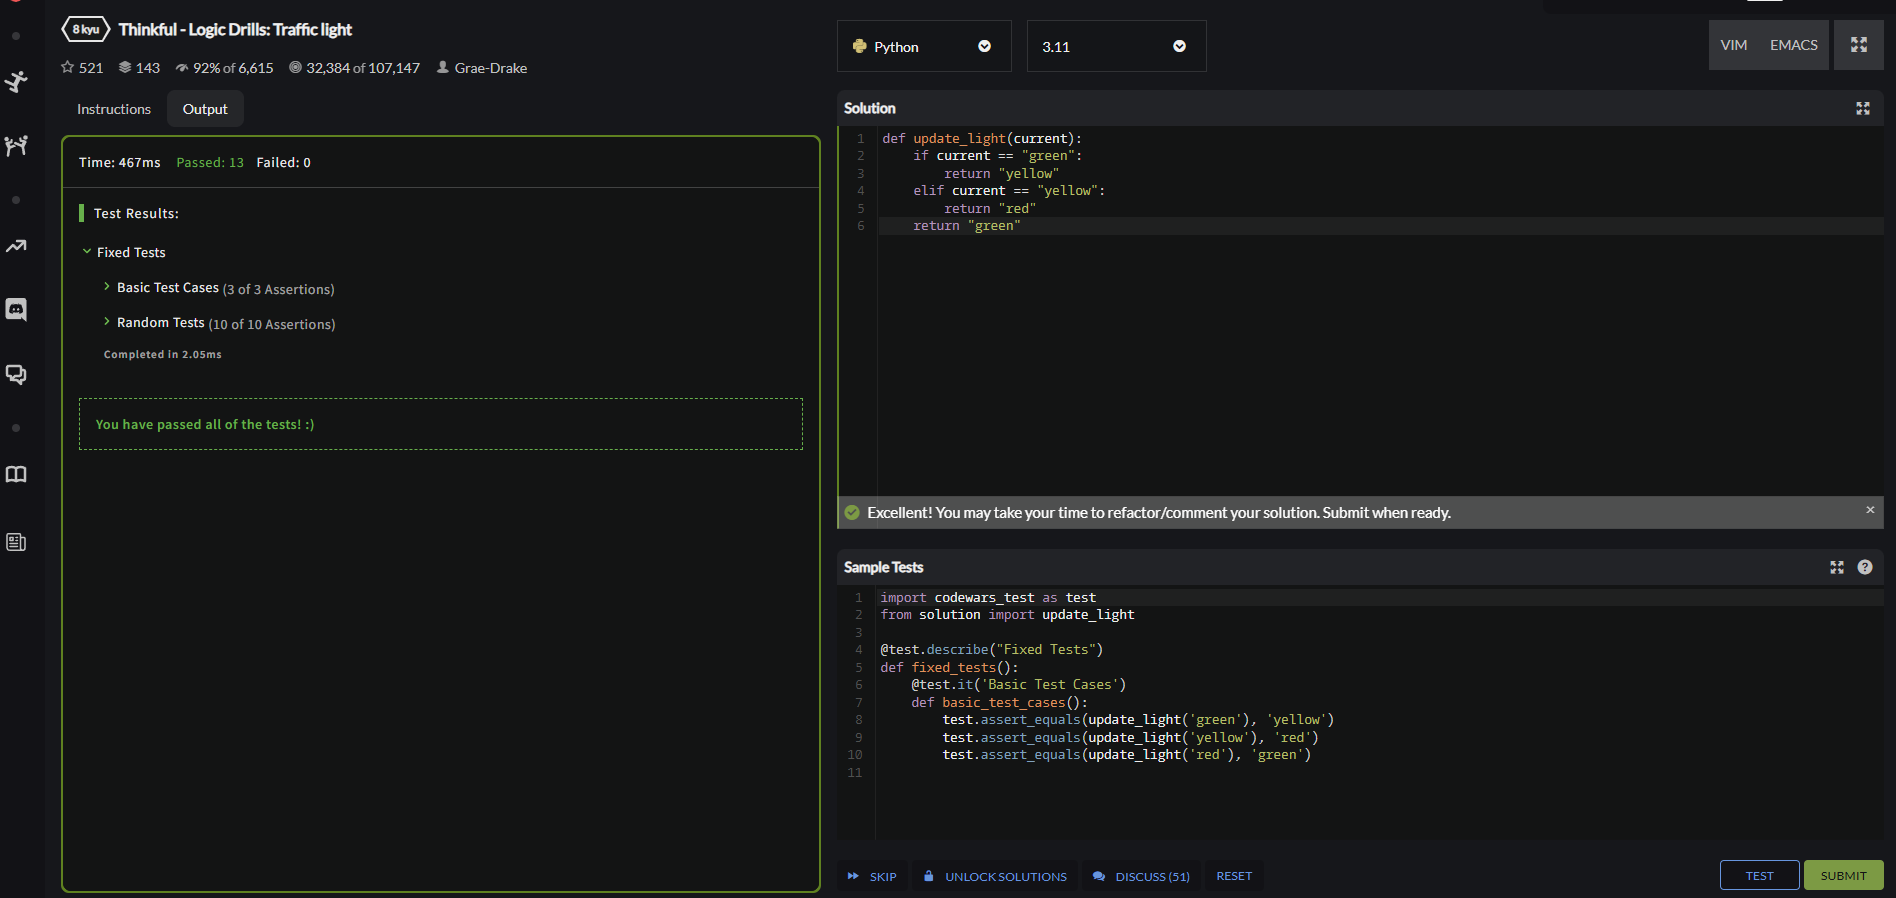 8 kyu Thinkful - Logic Drills: Traffic light
521 143 92% of 6,615 32,384 of 107,147 Grae-Drake
Instructions Output
Time: 467ms Passed: 13 Failed: 0
Test Results:
Fixed Tests
Basic Test Cases (3 of 3 Assertions)
Random Tests (10 of 10 Assertions)
Completed in 2.05ms
You have passed all of the tests! :)
Python 3.11 VIM EMACS
Solution
1 def update_light(current):
2     if current == "green":
3         return "yellow"
4     elif current == "yellow":
5         return "red"
6     return "green"
Excellent! You may take your time to refactor/comment your solution. Submit when ready. ×
Sample Tests ?
1 import codewars_test as test
2 from solution import update_light
3
4 @test.describe("Fixed Tests")
5 def fixed_tests():
6     @test.it('Basic Test Cases')
7     def basic_test_cases():
8         test.assert_equals(update_light('green'), 'yellow')
9         test.assert_equals(update_light('yellow'), 'red')
10         test.assert_equals(update_light('red'), 'green')
11
SKIP UNLOCK SOLUTIONS DISCUSS (51) RESET TEST SUBMIT